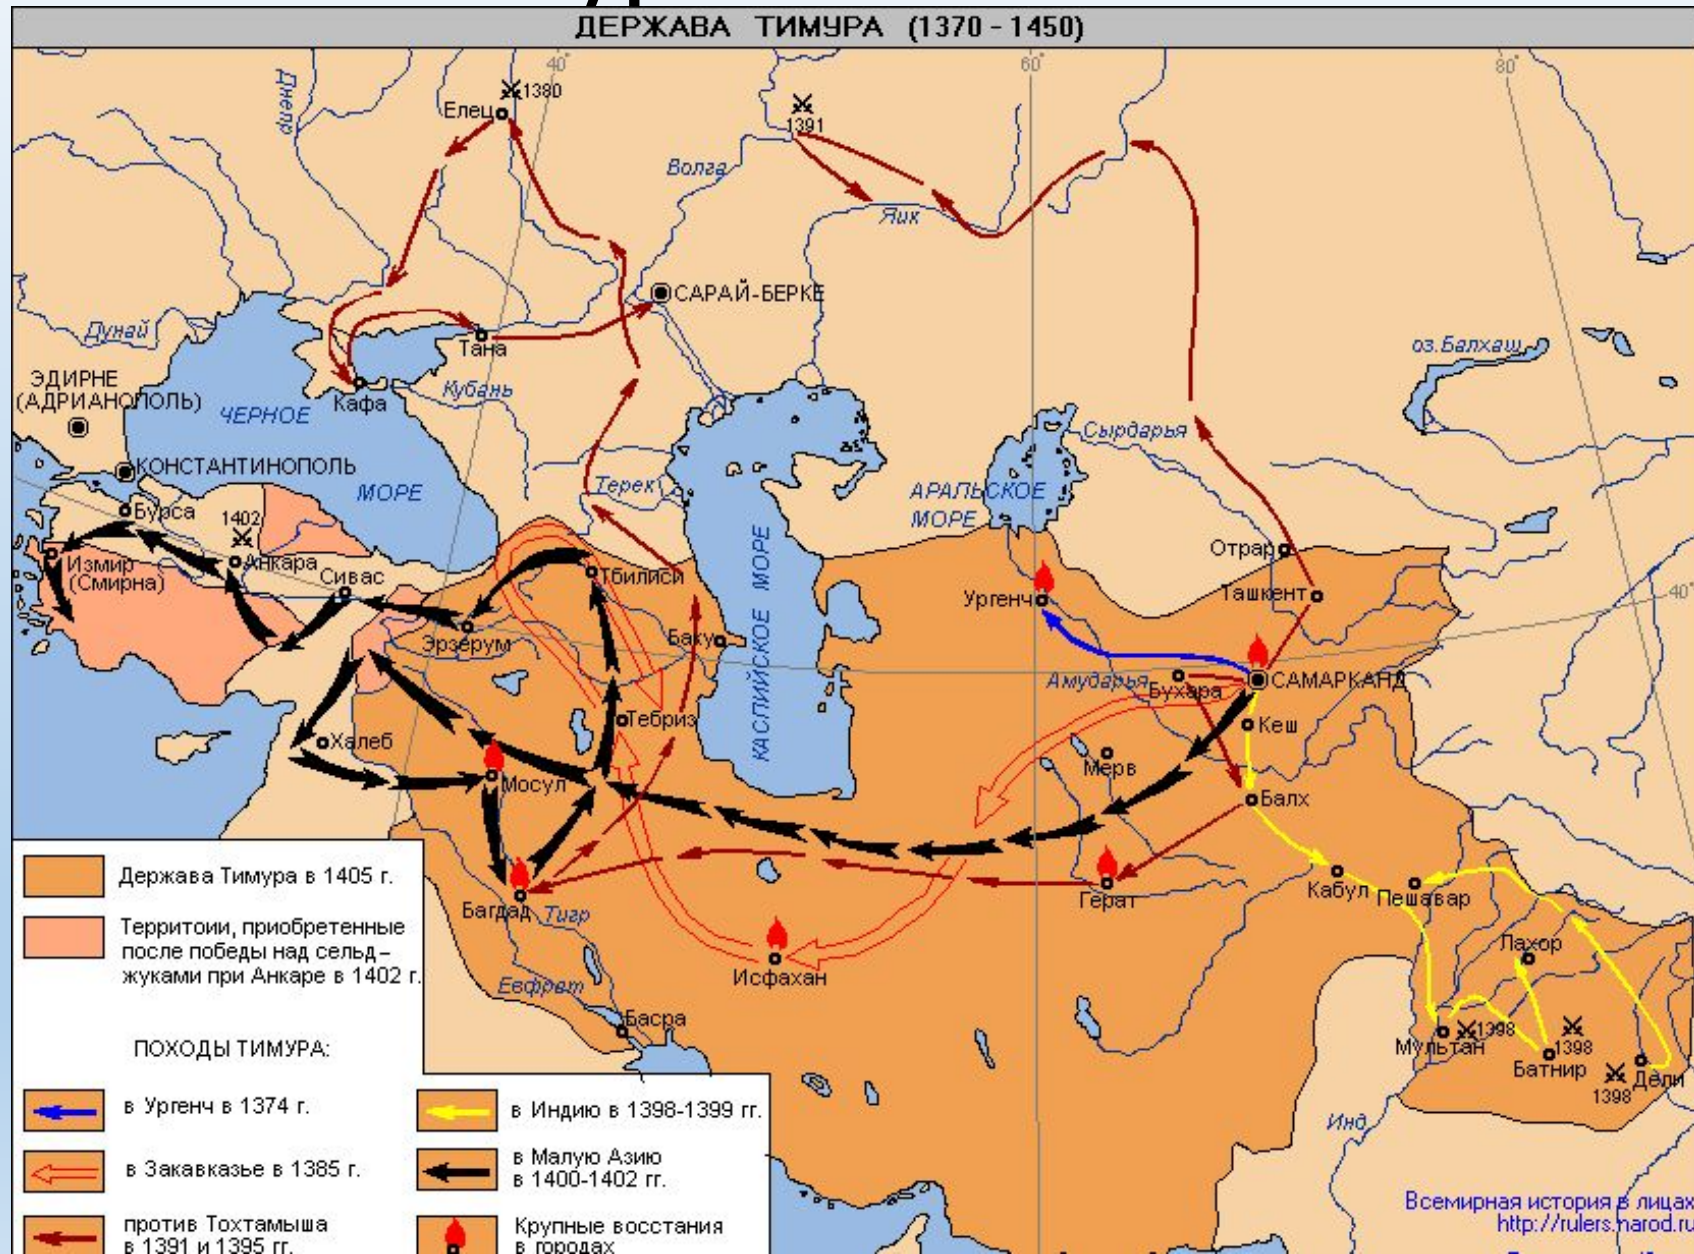 ДЕРЖАВА ТИМУРА (1370 - 1450)
40°
60°
80°
Днепр
1380
Елец
1391
Волга
Яик
САРАЙ-БЕРКЕ
Дунай
Тана
оз.Балхаш
ЭДИРНЕ
(АДРИАНОПОЛЬ)
ЧЕРНОЕ
Кафа
Кубань
Сырдарья
КОНСТАНТИНОПОЛЬ
МОРЕ
Терек
АРАЛЬСКОЕ
МОРЕ
Бурса
1402
Отрар
Измир
(Смирна)
Анкара
Сивас
Тбилиси
КАСПИЙСКОЕ МОРЕ
Ургенч
Ташкент
40°
Эрзерум
Баку
Амударья
Бухара
САМАРКАНД
Тебриз
Кеш
Халеб
Мерв
Мосул
Балх
Кабул
Пешавар
Герат
Багдад
Тигр
Лахор
Исфахан
Евфрат
Басра
Мультан
1398
1398
Батнир
1398
Дели
Инд
Держава Тимура в 1405 г.
Территоии, приобретенные
после победы над сельд-
жуками при Анкаре в 1402 г.
ПОХОДЫ ТИМУРА:
в Ургенч в 1374 г.
в Индию в 1398-1399 гг.
в Закавказье в 1385 г.
в Малую Азию
в 1400-1402 гг.
против Тохтамыша
в 1391 и 1395 гг.
Крупные восстания
в городах
Всемирная история в лицах
http://rulers.narod.ru